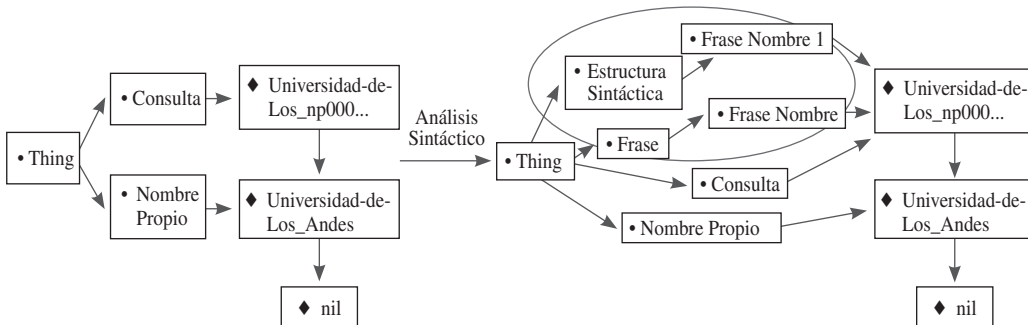 • Thing
• Consulta
• Nombre
Propio
♦ Universidad-de-
Los_np000...
♦ Universidad-de-
Los_Andes
♦ nil
Análisis
Sintáctico
• Thing
• Estructura
Sintáctica
• Frase Nombre 1
• Frase
• Frase Nombre
• Consulta
• Nombre Propio
♦ Universidad-de-
Los_np000...
♦ Universidad-de-
Los_Andes
♦ nil